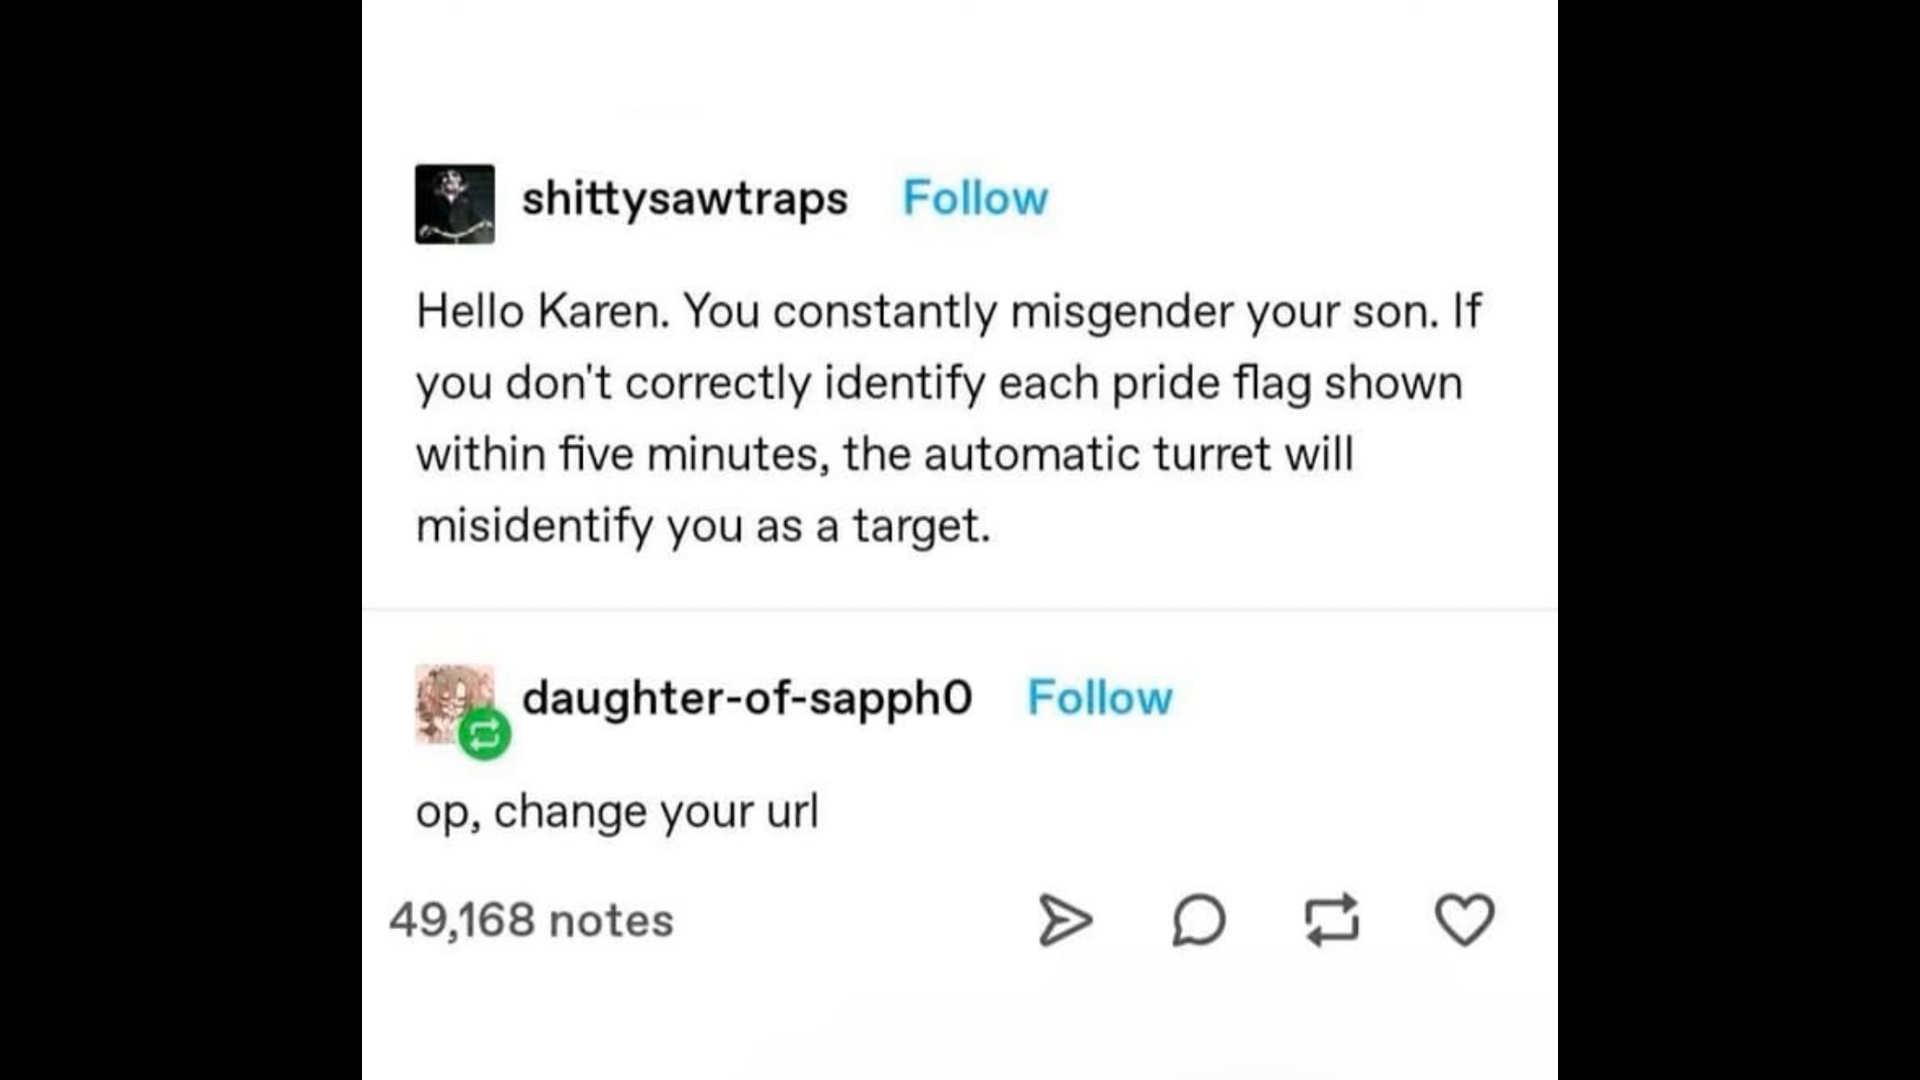 shittysawtraps Follow
Hello Karen. You constantly misgender your son. If
you don't correctly identify each pride flag shown
within five minutes, the automatic turret will
misidentify you as a target.
daughter-of-sapph0 Follow
op, change your url
49,168 notes